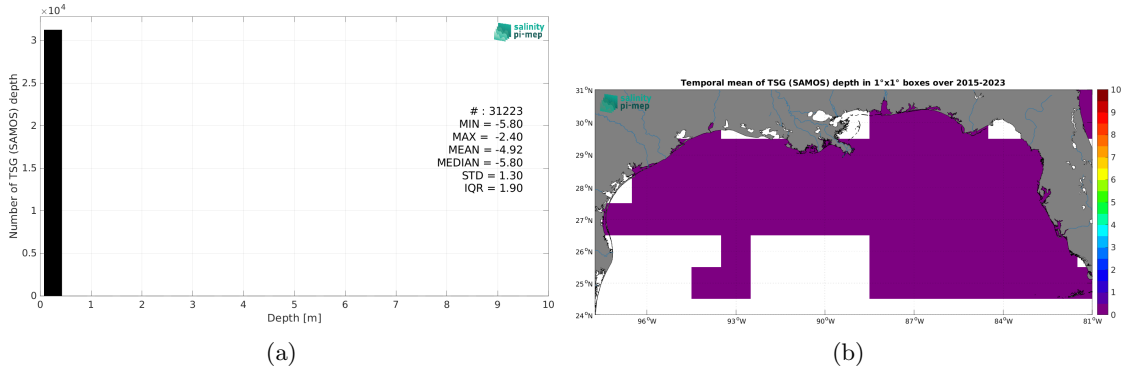 ×10⁴
salinity
pi-mep
3
2.5
2
1.5
1
0.5
0
Number of TSG (SAMOS) depth
# : 31223
MIN = -5.80
MAX = -2.40
MEAN = -4.92
MEDIAN = -5.80
STD = 1.30
IQR = 1.90
0 1 2 3 4 5 6 7 8 9 10
Depth [m]
(a)
Temporal mean of TSG (SAMOS) depth in 1°x1° boxes over 2015-2023
salinity
pi-mep
31°N
30°N
29°N
28°N
27°N
26°N
25°N
24°N
96°W 93°W 90°W 87°W 84°W 81°W
10
9
8
7
6
5
4
3
2
1
0
(b)